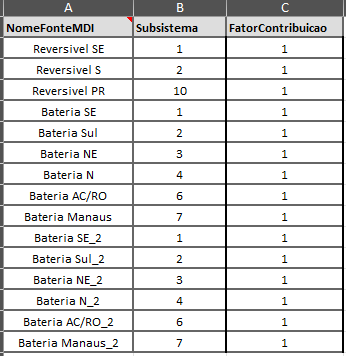 A B C
NomeFonteMDI Subsistema FatorContribuicao
Reversivel SE 1 1
Reversivel S 2 1
Reversivel PR 10 1
Bateria SE 1 1
Bateria Sul 2 1
Bateria NE 3 1
Bateria N 4 1
Bateria AC/RO 6 1
Bateria Manaus 7 1
Bateria SE_2 1 1
Bateria Sul_2 2 1
Bateria NE_2 3 1
Bateria N_2 4 1
Bateria AC/RO_2 6 1
Bateria Manaus_2 7 1